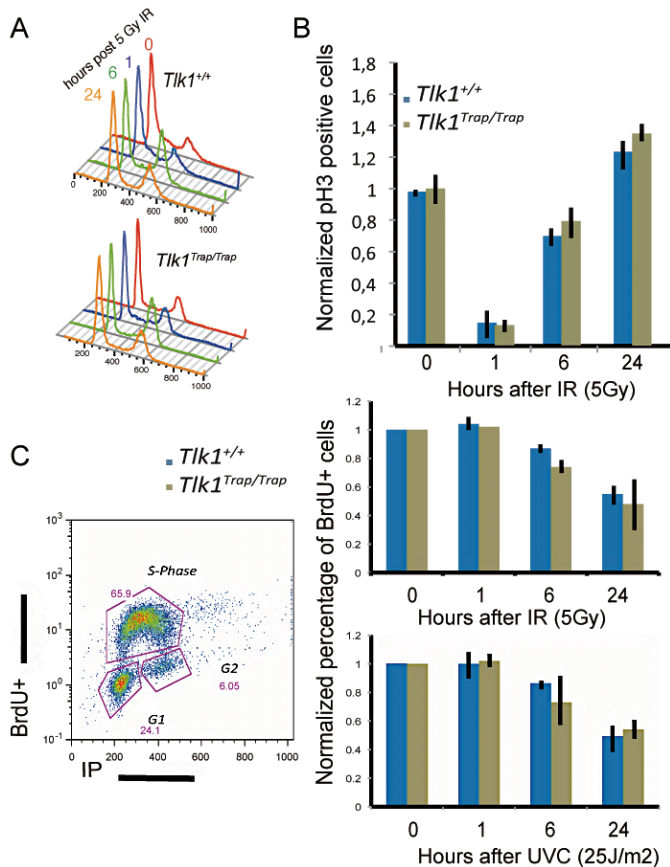 A
hours post 5 Gy IR
0
1
6
24
Tlk1+/+
0
200
400
600
800
1000
Tlk1Trap/Trap
200
400
600
800
1000
B
Normalized pH3 positive cells
1,8
1,6
1,4
1,2
1
0,8
0,6
0,4
0,2
Tlk1+/+
Tlk1Trap/Trap
0 1 6 24
Hours after IR (5Gy)
C
Tlk1+/+
Tlk1Trap/Trap
BrdU+
10³
10²
10¹
10⁰
10⁻¹
S-Phase
65.9
G2
6.05
G1
24.1
0 200 400 600 800 1000
IP
Normalized percentage of BrdU+ cells
1.2
1
0.8
0.6
0.4
0.2
0
0 1 6 24
Hours after IR (5Gy)
1.2
1
0.8
0.6
0.4
0.2
0
0 1 6 24
Hours after UVC (25J/m2)